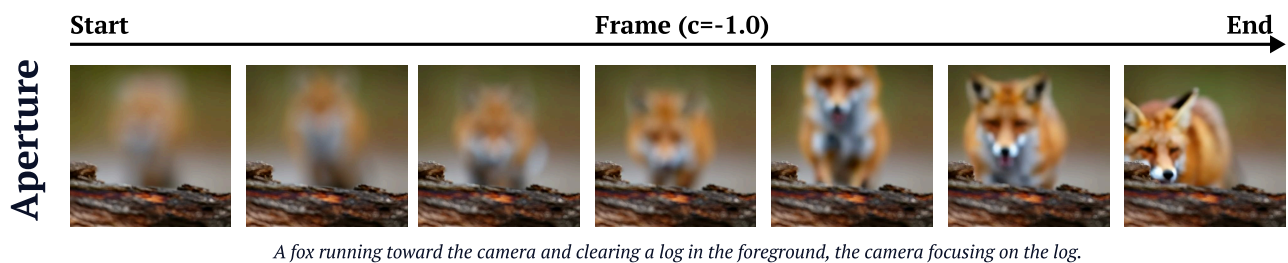 Start Frame (c=-1.0) End
Aperture
A fox running toward the camera and clearing a log in the foreground, the camera focusing on the log.